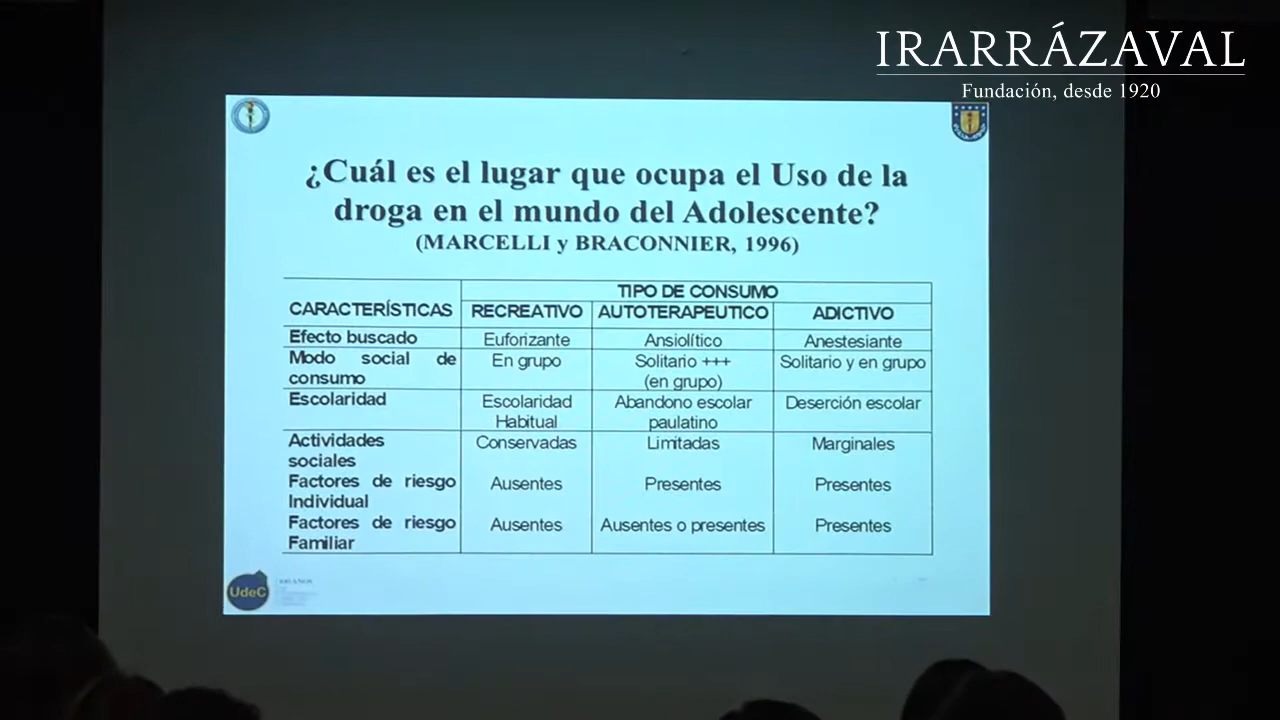 IRARRÁZAVAL
Fundación, desde 1920
¿Cuál es el lugar que ocupa el Uso de la
droga en el mundo del Adolescente?
(MARCELLI y BRACONNIER, 1996)
CARACTERÍSTICAS
TIPO DE CONSUMO
RECREATIVO AUTOTERAPEUTICO ADICTIVO
Efecto buscado Euforizante Ansiolítico Anestesiante
Modo social de En grupo Solitario +++ Solitario y en grupo
consumo (en grupo)
Escolaridad Escolaridad Abandono escolar Deserción escolar
Habitual paulatino
Actividades Conservadas Limitadas Marginales
sociales
Factores de riesgo Ausentes Presentes Presentes
Individual
Factores de riesgo Ausentes Ausentes o presentes Presentes
Familiar
UdeC